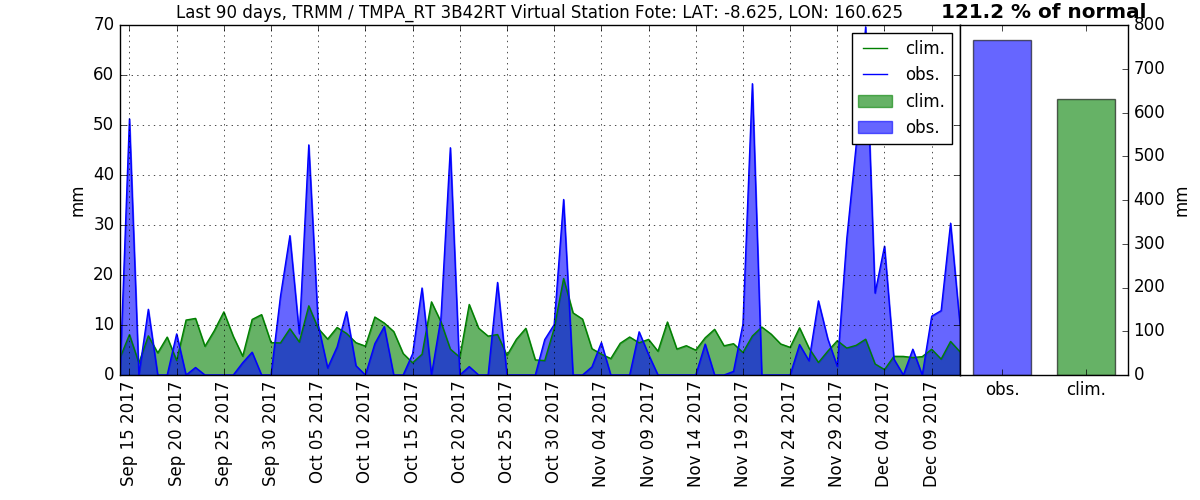 Last 90 days, TRMM / TMPA_RT 3B42RT Virtual Station Fote: LAT: -8.625, LON: 160.625
121.2 % of normal
70
60
50
40
30
20
10
0
mm
clim.
obs.
clim.
obs.
Sep 15 2017
Sep 20 2017
Sep 25 2017
Sep 30 2017
Oct 05 2017
Oct 10 2017
Oct 15 2017
Oct 20 2017
Oct 25 2017
Oct 30 2017
Nov 04 2017
Nov 09 2017
Nov 14 2017
Nov 19 2017
Nov 24 2017
Nov 29 2017
Dec 04 2017
Dec 09 2017
800
700
600
500
400
300
200
100
0
mm
obs.
clim.